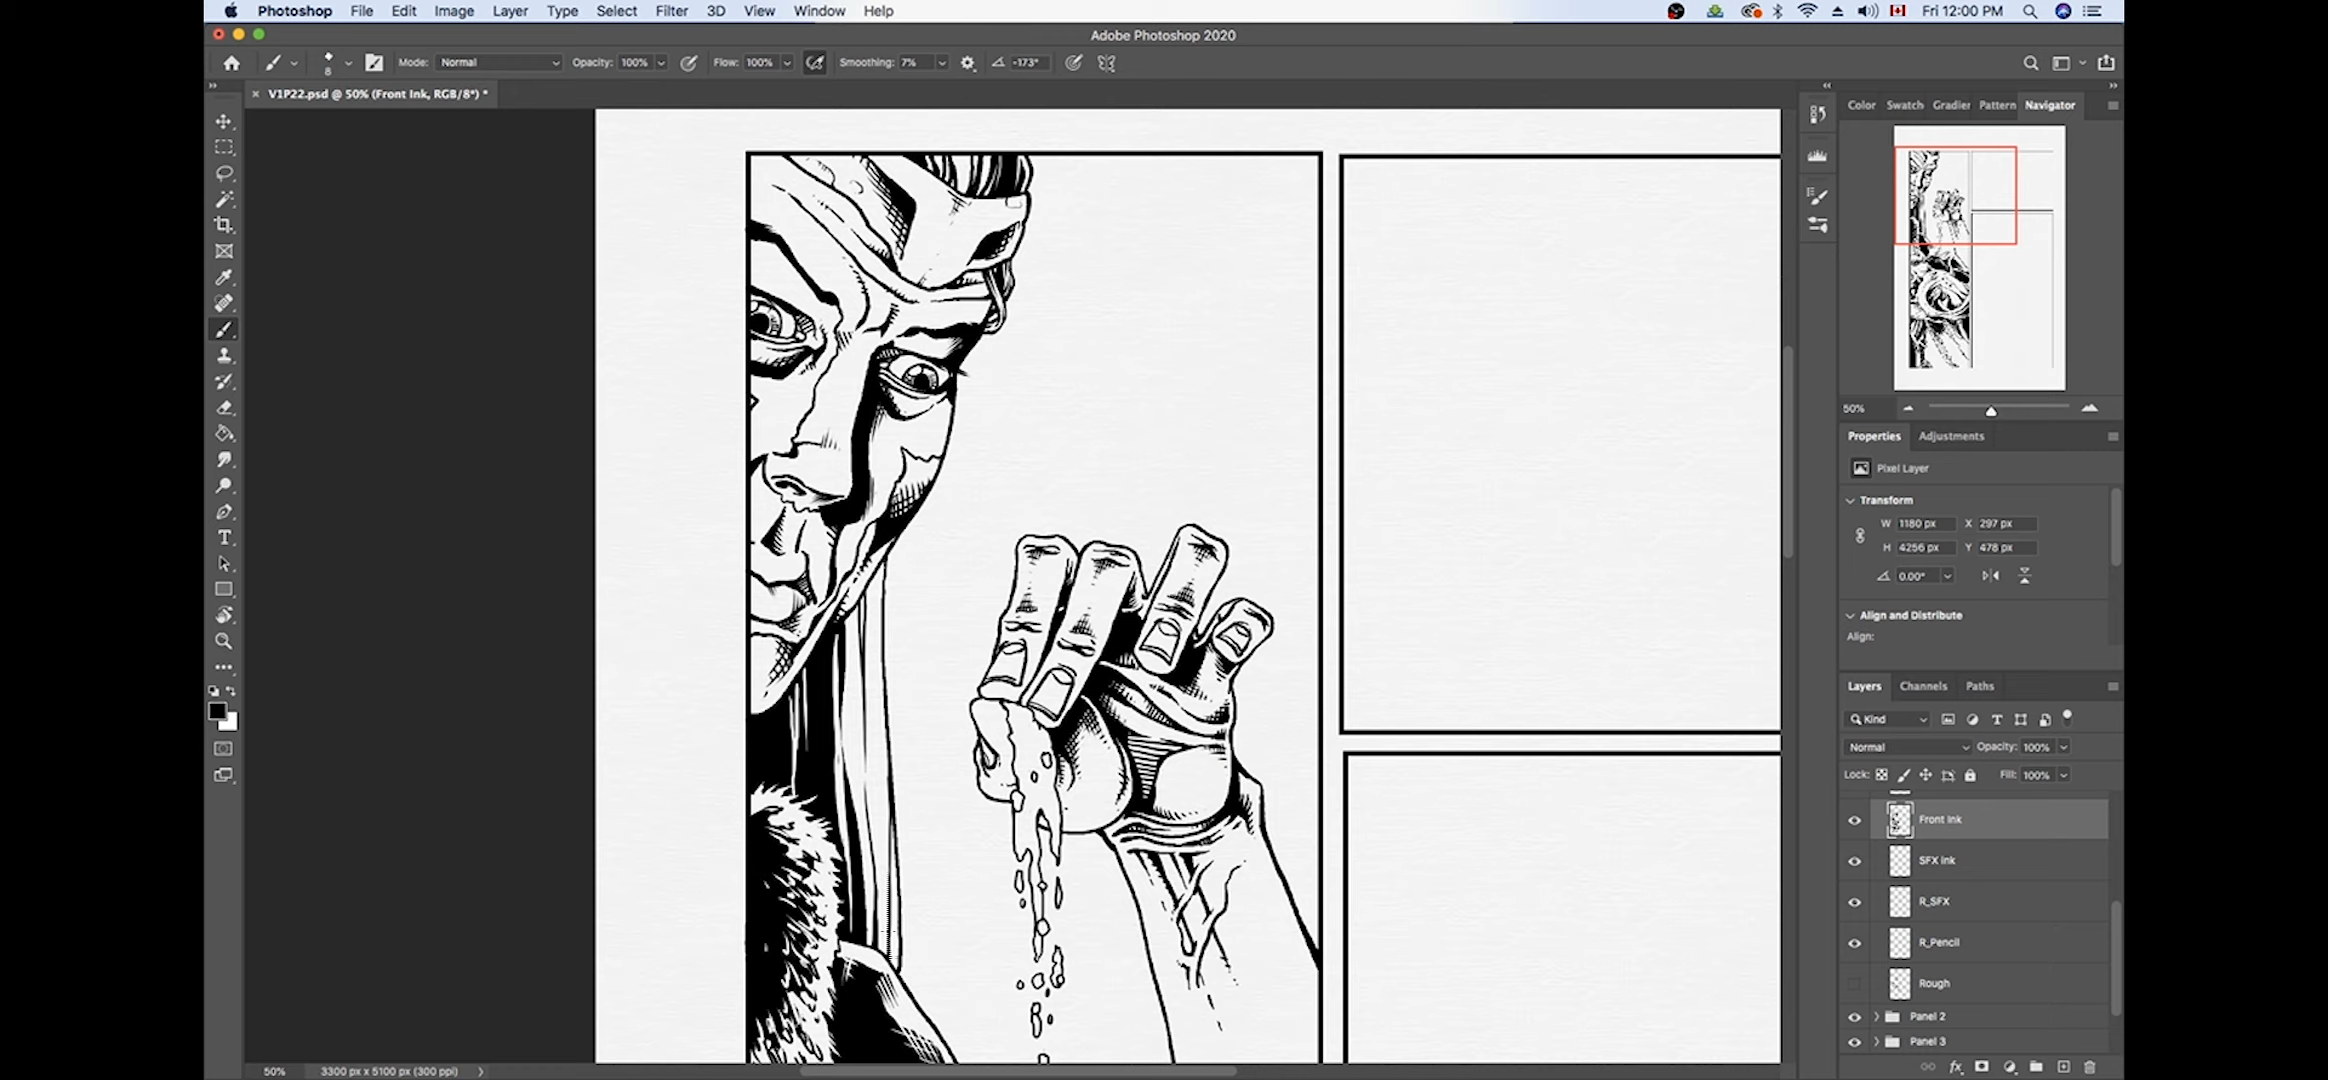 Photoshop File Edit Image Layer Type Select Filter 3D View Window Help Fri 12:00 PM
Adobe Photoshop 2020
8 Mode: Normal Opacity: 100% Flow: 100% Smoothing: 7% -173°
V1P22.psd @ 50% (Front Ink, RGB/8*) *
Color Swatch Gradier Pattern Navigator
50%
Properties Adjustments
Pixel Layer
Transform
W 1180 px X 297 px
H 4256 px Y 478 px
0.00°
Align and Distribute
Align:
Layers Channels Paths
Kind
Normal Opacity: 100%
Lock: Fill: 100%
Front Ink
SFX Ink
R_SFX
R_Pencil
Rough
Panel 2
Panel 3
50% 3300 px x 5100 px (300 ppi)
fx